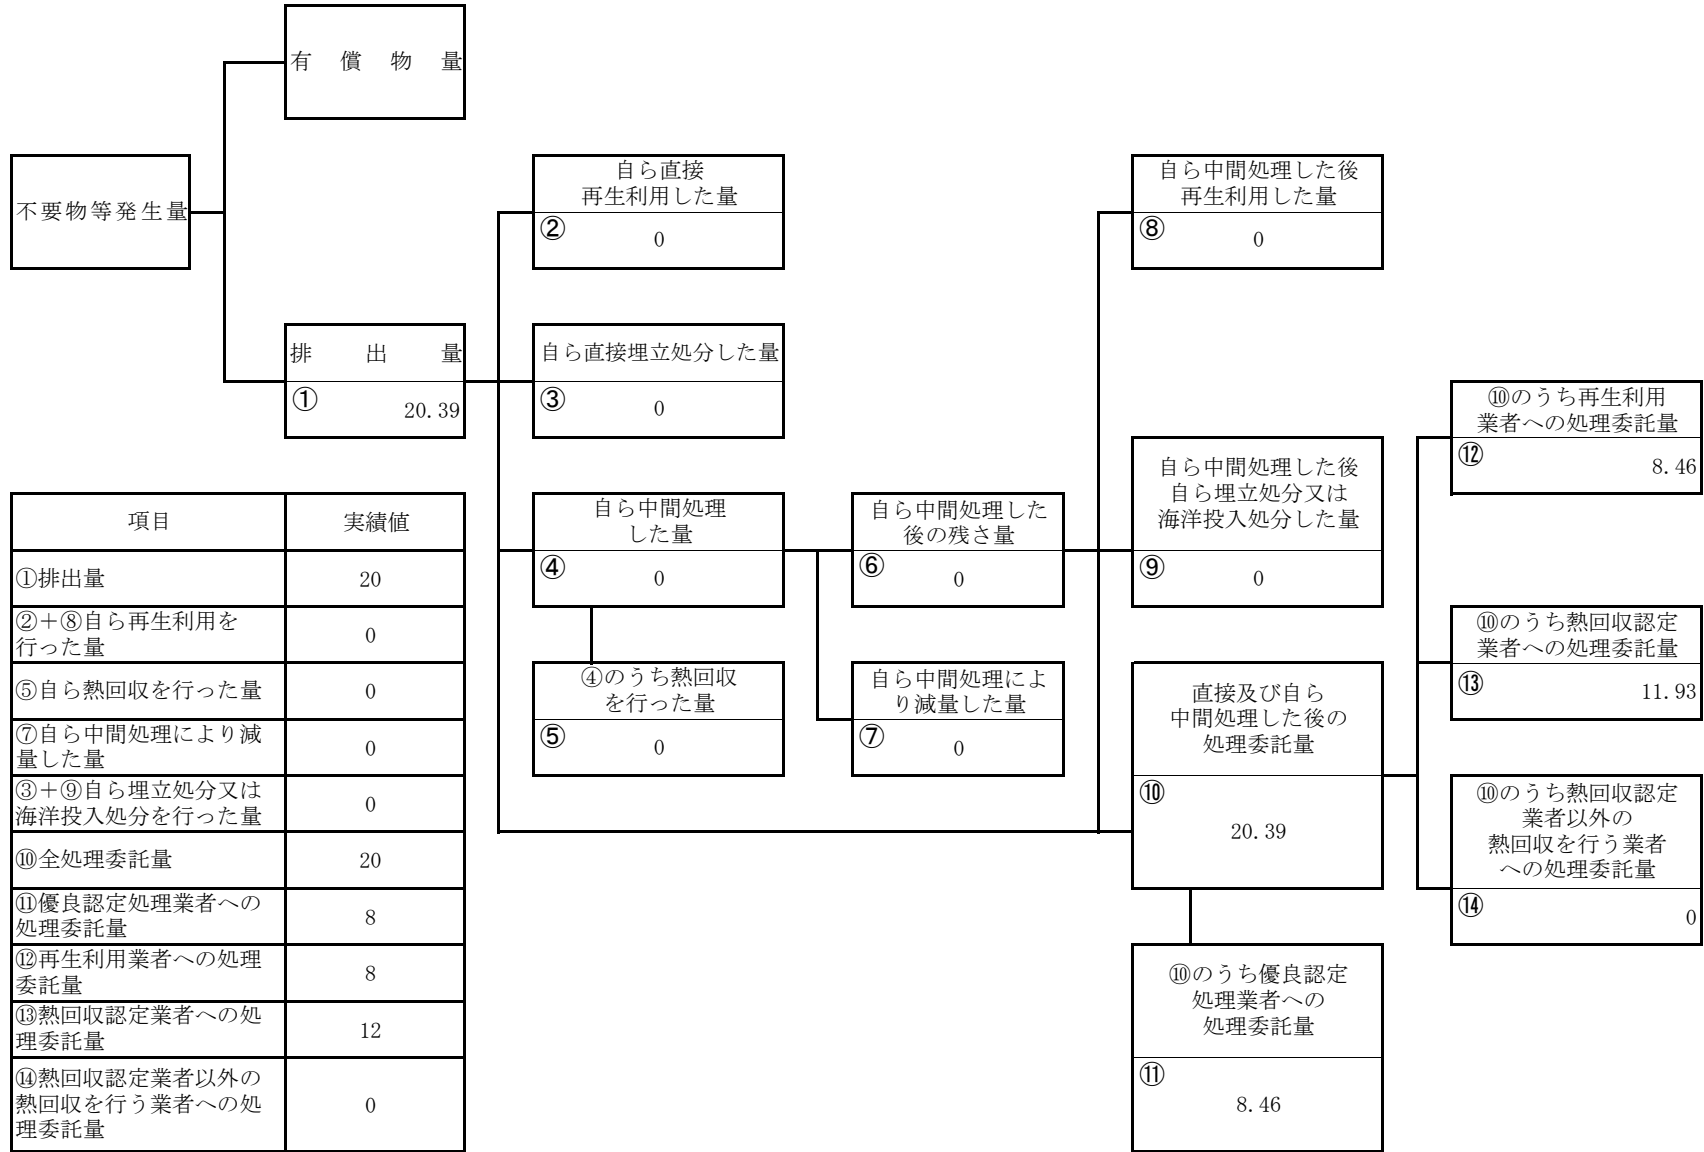 有償物量
不要物等発生量
排出量
① 20.39
自ら直接
再生利用した量
② 0
自ら直接埋立処分した量
③ 0
自ら中間処理
した量
④ 0
④のうち熱回収
を行った量
⑤ 0
自ら中間処理した
後の残さ量
⑥ 0
自ら中間処理によ
り減量した量
⑦ 0
自ら中間処理した後
再生利用した量
⑧ 0
自ら中間処理した後
自ら埋立処分又は
海洋投入処分した量
⑨ 0
直接及び自ら
中間処理した後の
処理委託量
⑩
20.39
⑩のうち優良認定
処理業者への
処理委託量
⑪
8.46
⑩のうち再生利用
業者への処理委託量
⑫ 8.46
⑩のうち熱回収認定
業者への処理委託量
⑬ 11.93
⑩のうち熱回収認定
業者以外の
熱回収を行う業者
への処理委託量
⑭ 0
項目 実績値
①排出量 20
②＋⑧自ら再生利用を
行った量 0
⑤自ら熱回収を行った量 0
⑦自ら中間処理により減
量した量 0
③＋⑨自ら埋立処分又は
海洋投入処分を行った量 0
⑩全処理委託量 20
⑪優良認定処理業者への
処理委託量 8
⑫再生利用業者への処理
委託量 8
⑬熱回収認定業者への処
理委託量 12
⑭熱回収認定業者以外の
熱回収を行う業者への処
理委託量 0